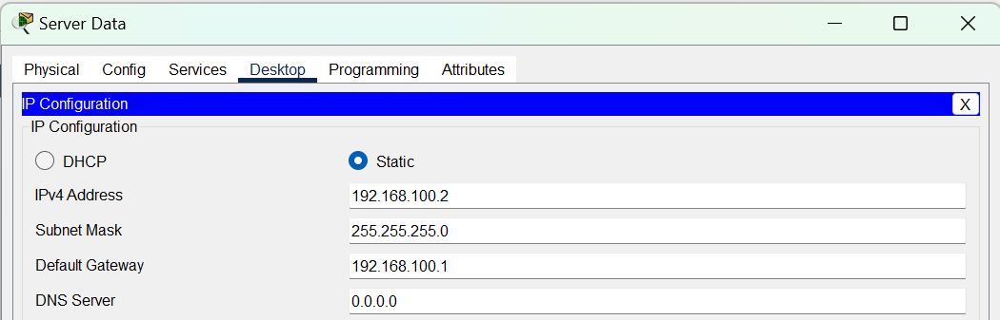 Server Data
Physical Config Services Desktop Programming Attributes
IP Configuration X
IP Configuration
DHCP Static
IPv4 Address 192.168.100.2
Subnet Mask 255.255.255.0
Default Gateway 192.168.100.1
DNS Server 0.0.0.0